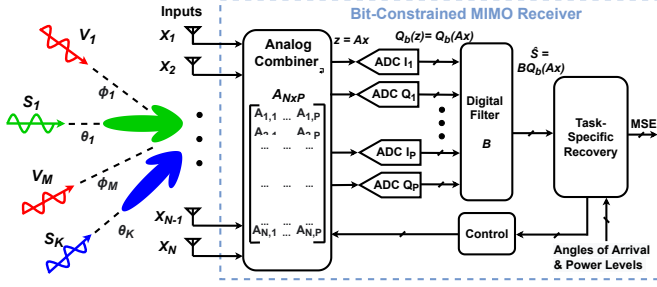 Bit-Constrained MIMO Receiver
Inputs
V1
S1
VM
SK
ϕ1
θ1
ϕM
θK
X1
X2
XN-1
XN
Analog
Combiner
ANxP
A1,1 ... A1,P
... ...
... ... ...
AN,1 ... AN,P
z = Ax
ADC I1
ADC Q1
ADC IP
ADC QP
Qb(z)= Qb(Ax)
Digital
Filter
B
Ŝ =
BQb(Ax)
Task-
Specific
Recovery
MSE
Control
Angles of Arrival
& Power Levels